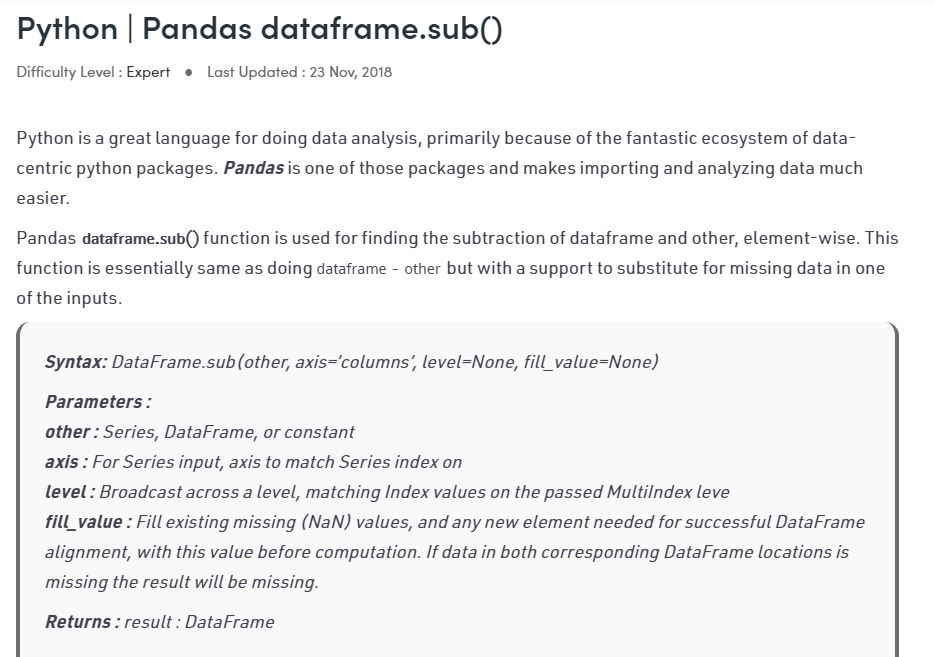 Python | Pandas dataframe.sub()
Difficulty Level : Expert ● Last Updated : 23 Nov, 2018
Python is a great language for doing data analysis, primarily because of the fantastic ecosystem of data-
centric python packages. Pandas is one of those packages and makes importing and analyzing data much
easier.
Pandas dataframe.sub() function is used for finding the subtraction of dataframe and other, element-wise. This
function is essentially same as doing dataframe - other but with a support to substitute for missing data in one
of the inputs.
Syntax: DataFrame.sub(other, axis=’columns’, level=None, fill_value=None)
Parameters :
other : Series, DataFrame, or constant
axis : For Series input, axis to match Series index on
level : Broadcast across a level, matching Index values on the passed MultiIndex leve
fill_value : Fill existing missing (NaN) values, and any new element needed for successful DataFrame
alignment, with this value before computation. If data in both corresponding DataFrame locations is
missing the result will be missing.
Returns : result : DataFrame